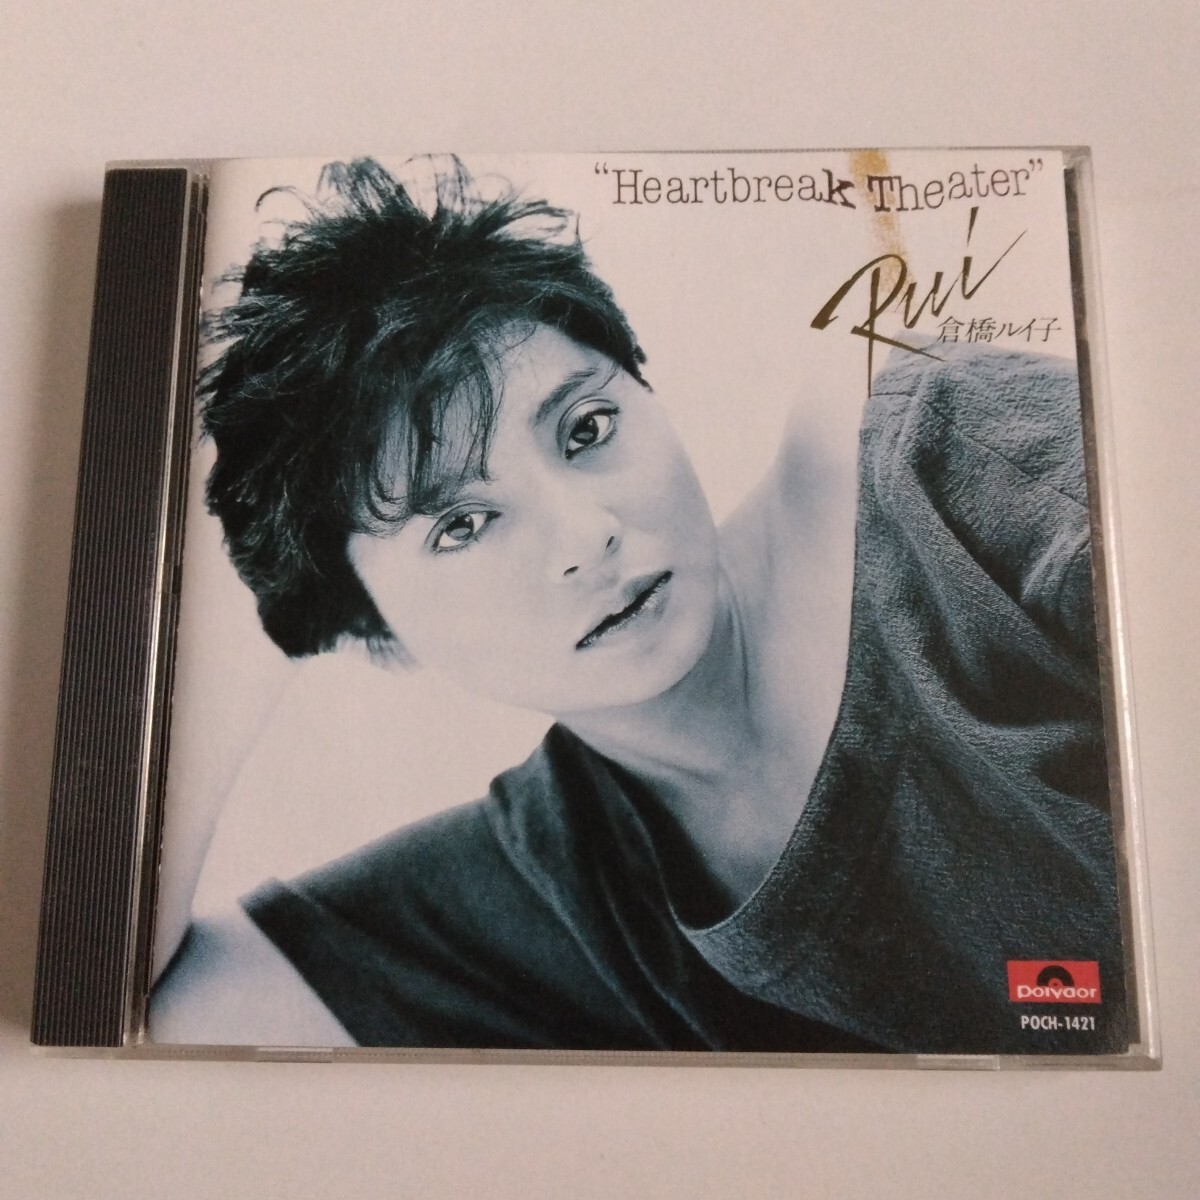 “Heartbreak Theater”
Rui
倉橋ルイ子
Polydor
POCH-1421